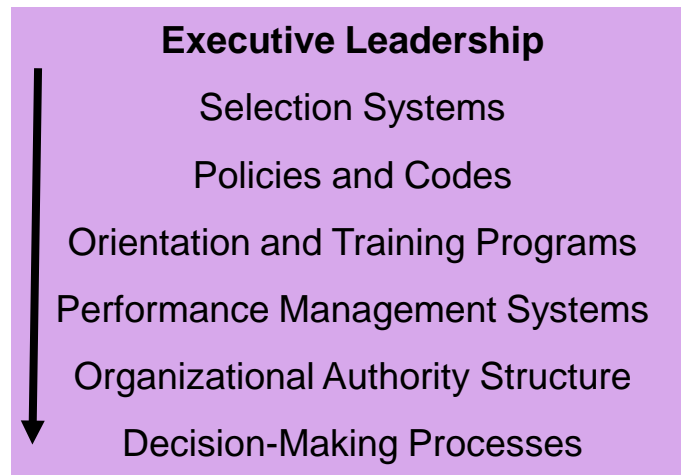 Executive Leadership
Selection Systems
Policies and Codes
Orientation and Training Programs
Performance Management Systems
Organizational Authority Structure
Decision-Making Processes